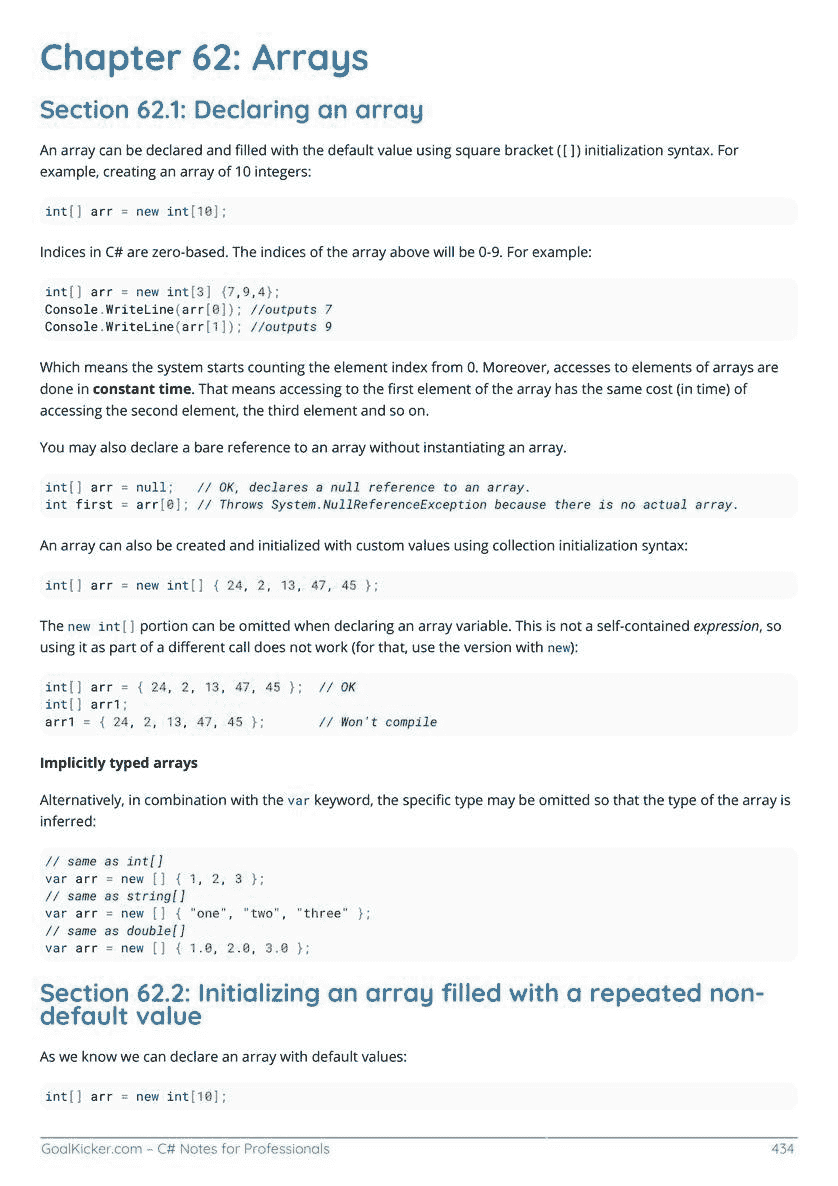 Chapter 62: Arrays
Section 62.1: Declaring an array
An array can be declared and filled with the default value using square bracket ([]) initialization syntax. For
example, creating an array of 10 integers:
int[] arr = new int[10];
Indices in C# are zero-based. The indices of the array above will be 0-9. For example:
int[] arr = new int[3] {7,9,4};
Console.WriteLine(arr[0]); //outputs 7
Console.WriteLine(arr[1]); //outputs 9
Which means the system starts counting the element index from 0. Moreover, accesses to elements of arrays are
done in constant time. That means accessing to the first element of the array has the same cost (in time) of
accessing the second element, the third element and so on.
You may also declare a bare reference to an array without instantiating an array.
int[] arr = null;   // OK, declares a null reference to an array.
int first = arr[0]; // Throws System.NullReferenceException because there is no actual array.
An array can also be created and initialized with custom values using collection initialization syntax:
int[] arr = new int[] { 24, 2, 13, 47, 45 };
The new int[] portion can be omitted when declaring an array variable. This is not a self-contained expression, so
using it as part of a different call does not work (for that, use the version with new):
int[] arr = { 24, 2, 13, 47, 45 };  // OK
int[] arr1;
arr1 = { 24, 2, 13, 47, 45 };       // Won't compile
Implicitly typed arrays
Alternatively, in combination with the var keyword, the specific type may be omitted so that the type of the array is
inferred:
// same as int[]
var arr = new [] { 1, 2, 3 };
// same as string[]
var arr = new [] { "one", "two", "three" };
// same as double[]
var arr = new [] { 1.0, 2.0, 3.0 };
Section 62.2: Initializing an array filled with a repeated non-
default value
As we know we can declare an array with default values:
int[] arr = new int[10];
GoalKicker.com – C# Notes for Professionals 434